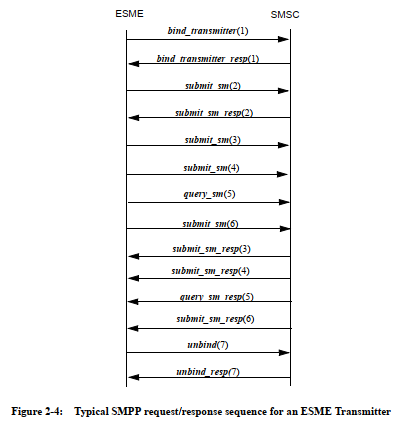 ESME SMSC
bind_transmitter(1)
bind_transmitter_resp(1)
submit_sm(2)
submit_sm_resp(2)
submit_sm(3)
submit_sm(4)
query_sm(5)
submit_sm(6)
submit_sm_resp(3)
submit_sm_resp(4)
query_sm_resp(5)
submit_sm_resp(6)
unbind(7)
unbind_resp(7)
Figure 2-4: Typical SMPP request/response sequence for an ESME Transmitter